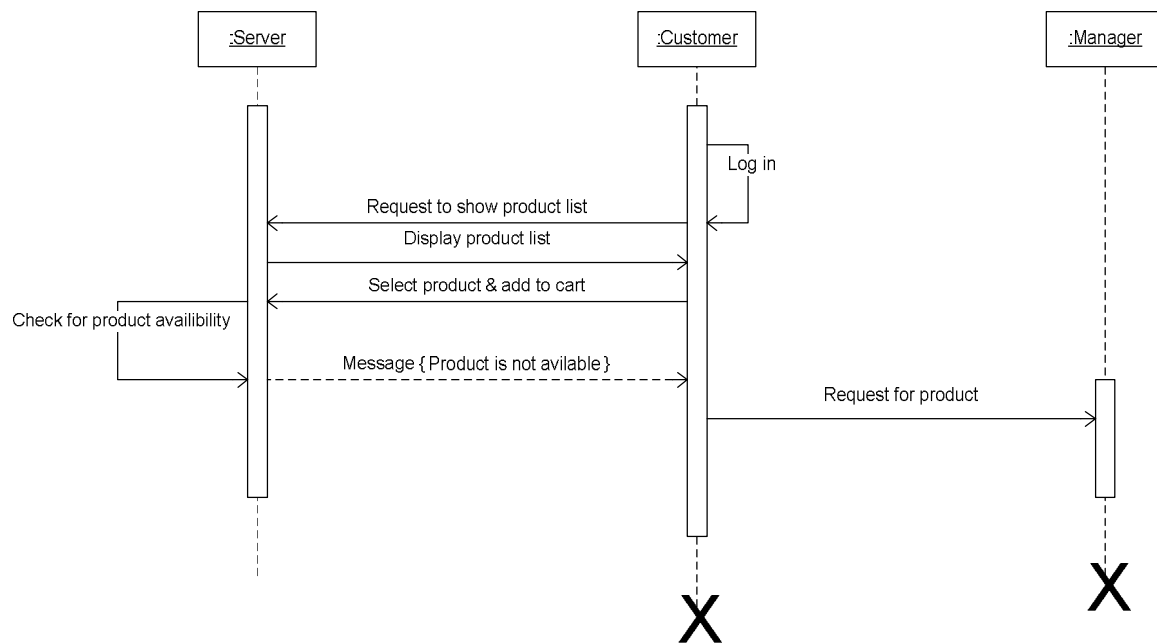 :Server
:Customer
:Manager
Log in
Request to show product list
Display product list
Select product & add to cart
Check for product availibility
Message { Product is not avilable }
Request for product
X
X